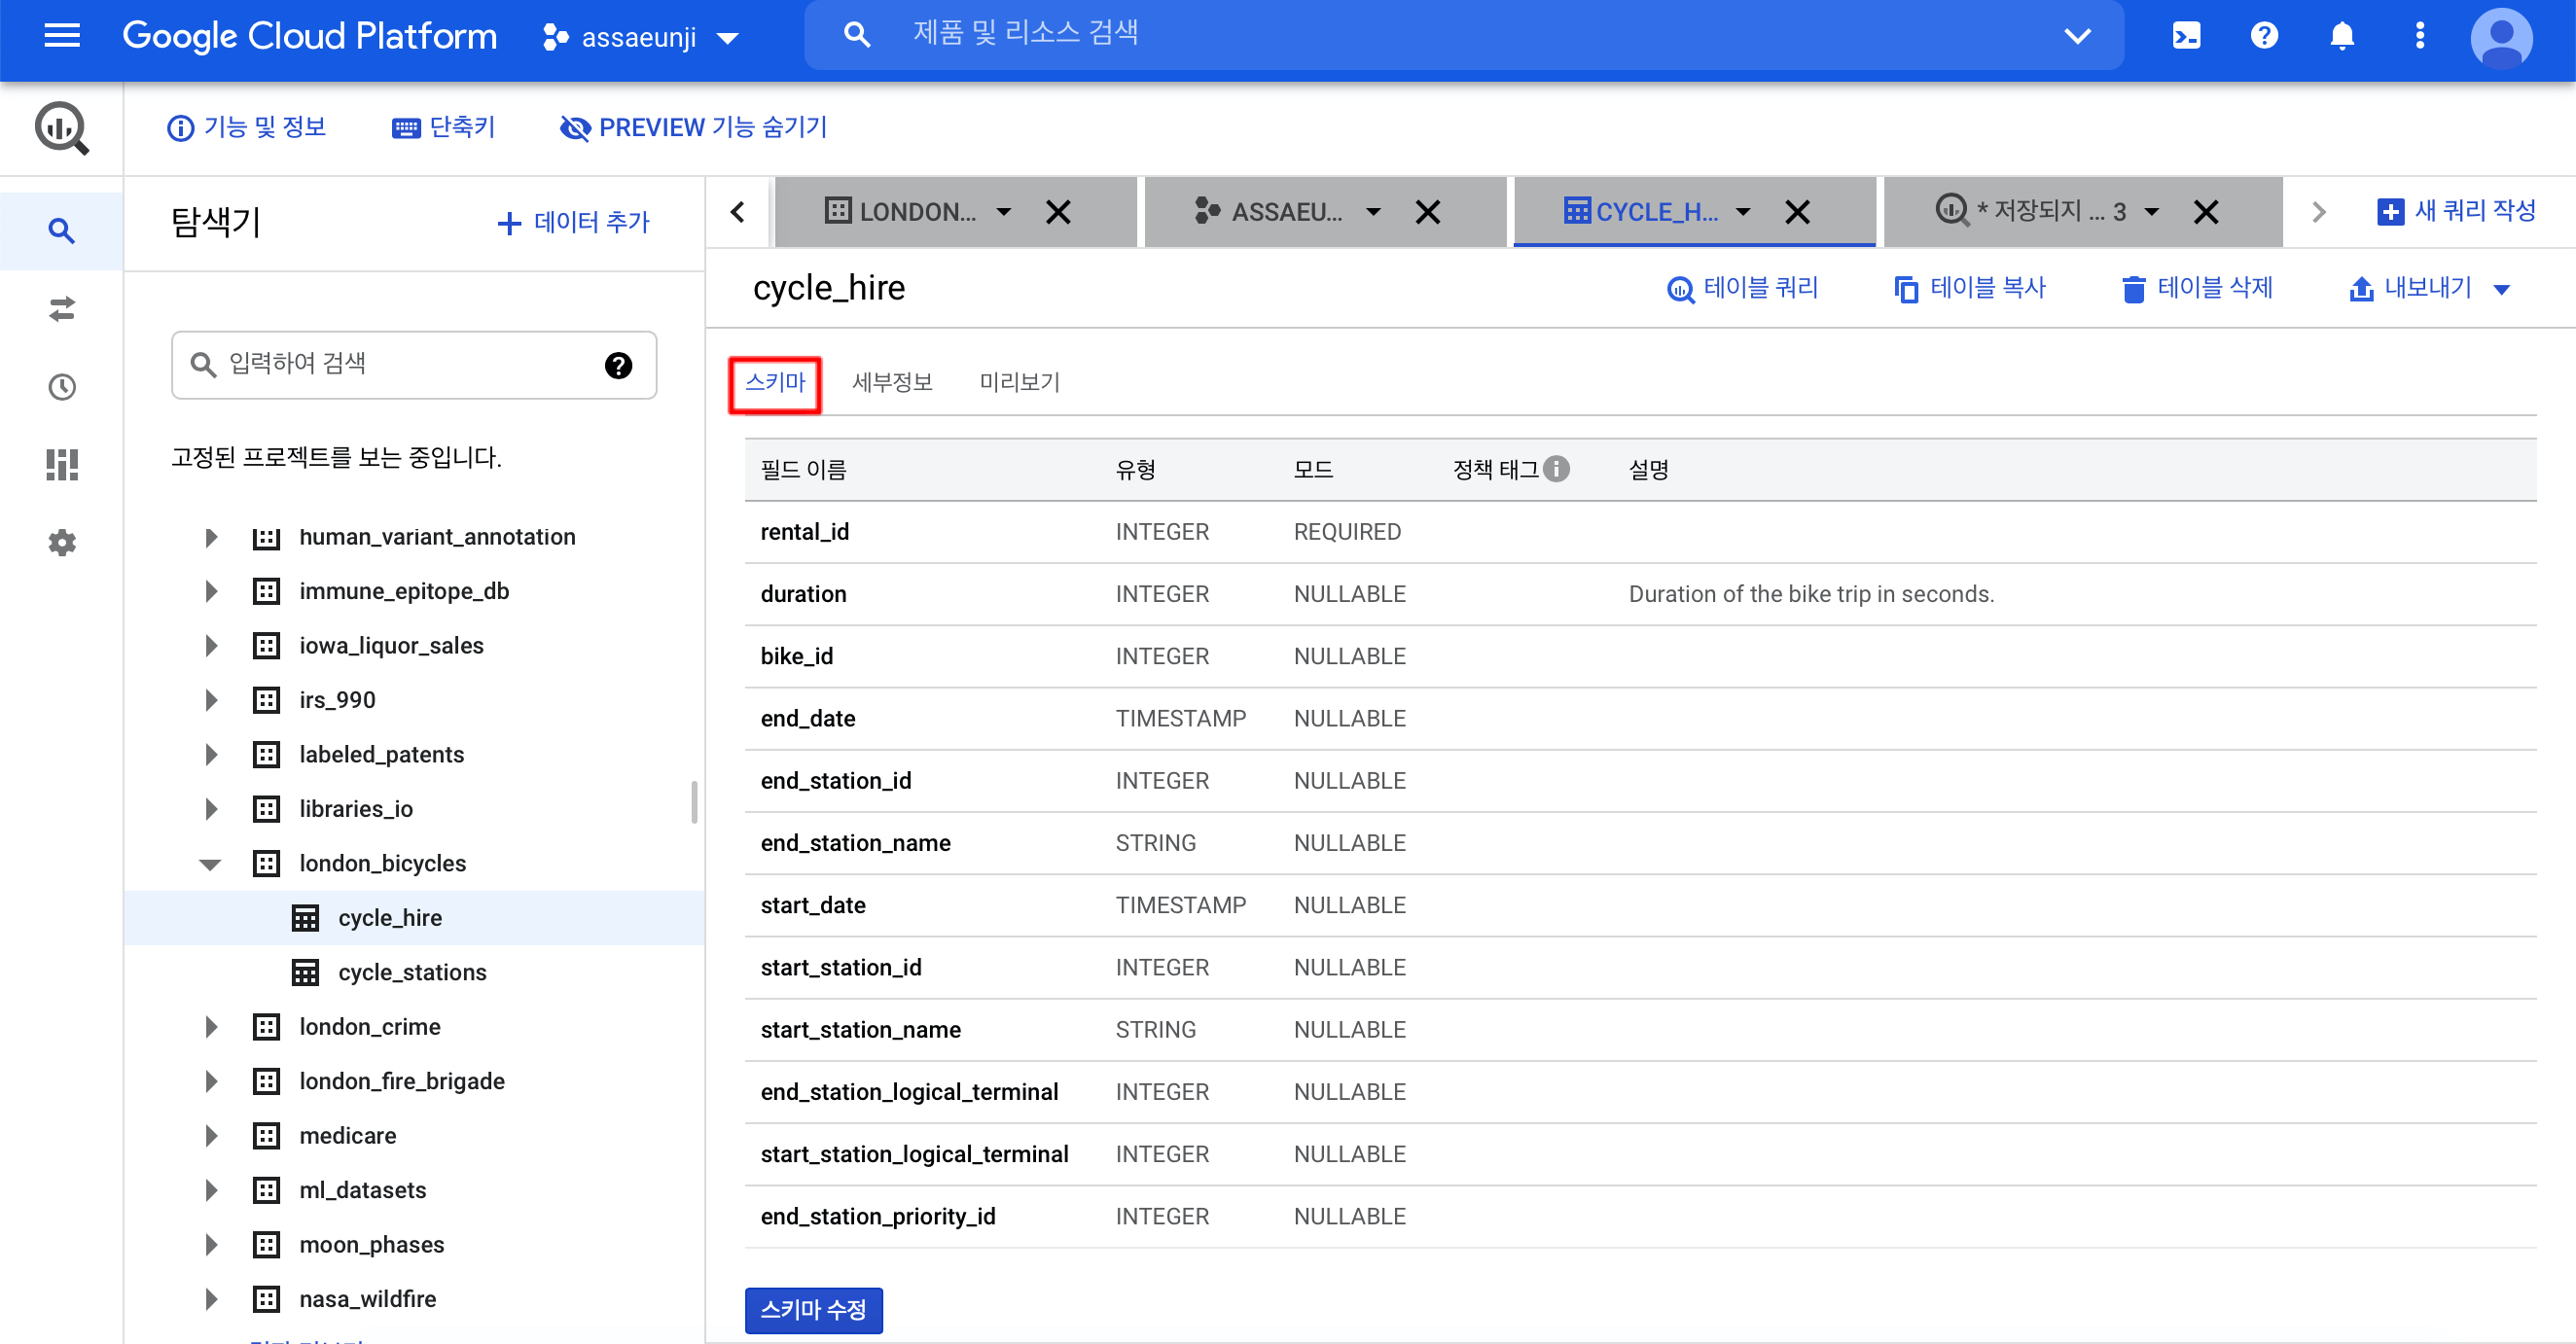 Google Cloud Platform
assaeunji
제품 및 리소스 검색
기능 및 정보
단축키
PREVIEW 기능 숨기기
탐색기
데이터 추가
입력하여 검색
고정된 프로젝트를 보는 중입니다.
human_variant_annotation
immune_epitope_db
iowa_liquor_sales
irs_990
labeled_patents
libraries_io
london_bicycles
cycle_hire
cycle_stations
london_crime
london_fire_brigade
medicare
ml_datasets
moon_phases
nasa_wildfire
LONDON...
ASSAEU...
CYCLE_H...
* 저장되지 ... 3
새 쿼리 작성
cycle_hire
테이블 쿼리
테이블 복사
테이블 삭제
내보내기
스키마 세부정보 미리보기
필드 이름 유형 모드 정책 태그 설명
rental_id INTEGER REQUIRED
duration INTEGER NULLABLE Duration of the bike trip in seconds.
bike_id INTEGER NULLABLE
end_date TIMESTAMP NULLABLE
end_station_id INTEGER NULLABLE
end_station_name STRING NULLABLE
start_date TIMESTAMP NULLABLE
start_station_id INTEGER NULLABLE
start_station_name STRING NULLABLE
end_station_logical_terminal INTEGER NULLABLE
start_station_logical_terminal INTEGER NULLABLE
end_station_priority_id INTEGER NULLABLE
스키마 수정